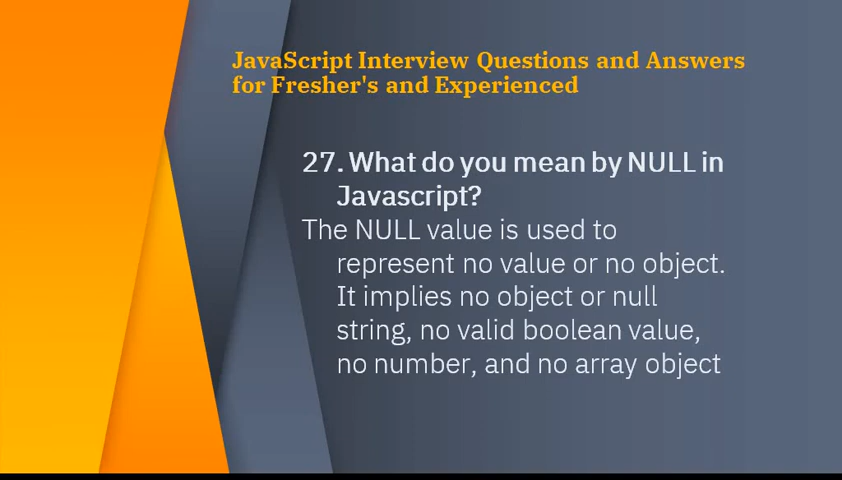 JavaScript Interview Questions and Answers
for Fresher's and Experienced
27. What do you mean by NULL in
Javascript?
The NULL value is used to
represent no value or no object.
It implies no object or null
string, no valid boolean value,
no number, and no array object